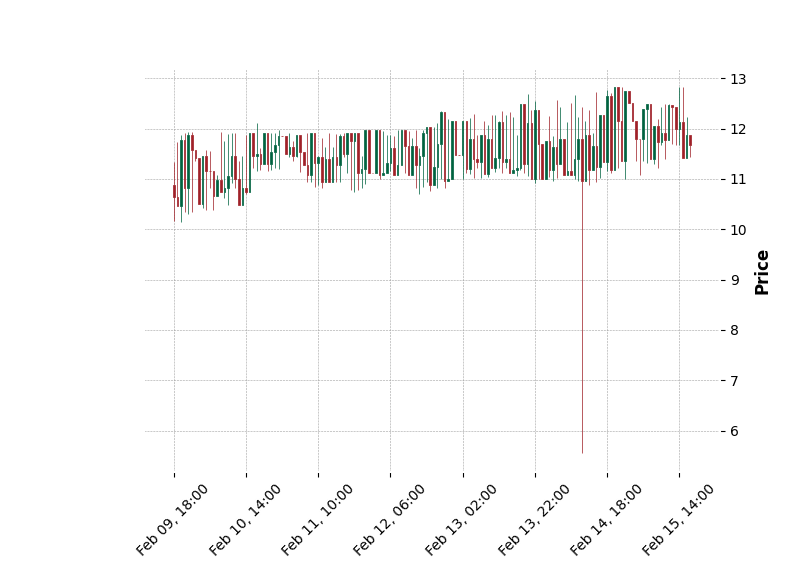 13
12
11
10
9
8
7
6
Price
Feb 09, 18:00
Feb 10, 14:00
Feb 11, 10:00
Feb 12, 06:00
Feb 13, 02:00
Feb 13, 22:00
Feb 14, 18:00
Feb 15, 14:00